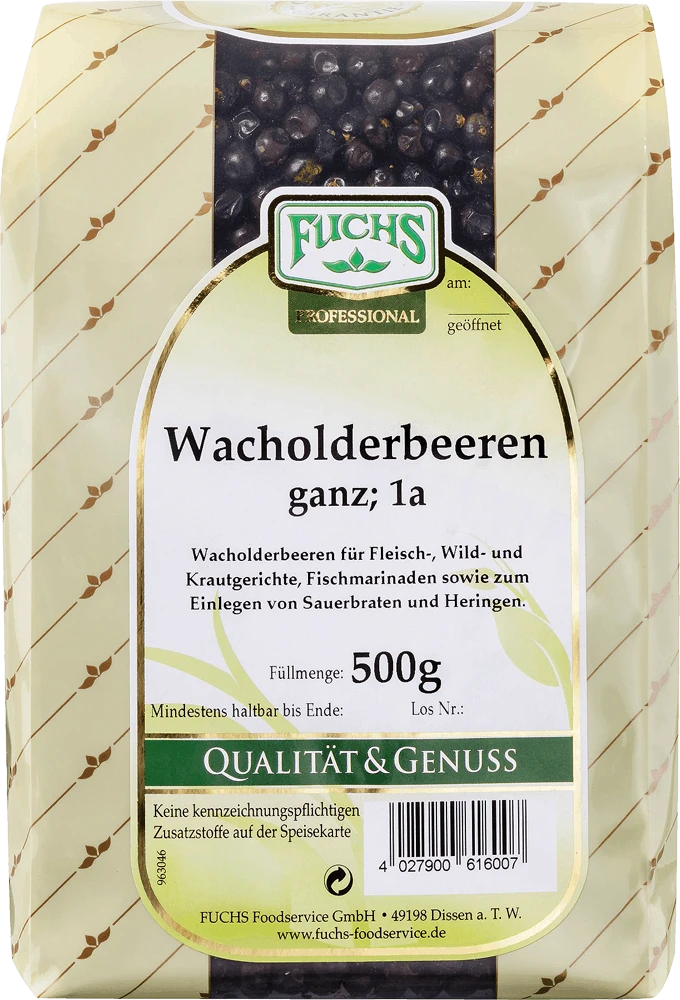 FUCHS
PROFESSIONAL
am:
geöffnet
Wacholderbeeren
ganz; 1a
Wacholderbeeren für Fleisch-, Wild- und
Krautgerichte, Fischmarinaden sowie zum
Einlegen von Sauerbraten und Heringen.
Füllmenge: 500g
Mindestens haltbar bis Ende: Los Nr.:
QUALITÄT & GENUSS
Keine kennzeichnungspflichtigen
Zusatzstoffe auf der Speisekarte
963046
4 027900 616007
FUCHS Foodservice GmbH • 49198 Dissen a. T. W.
www.fuchs-foodservice.de